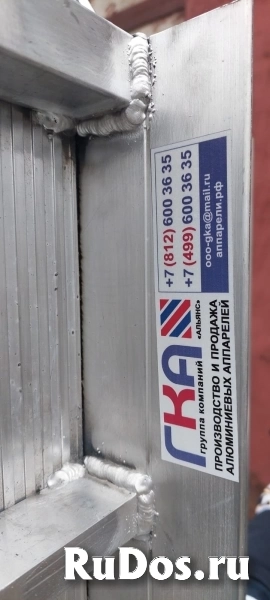 ГКА
группа компаний «АЛЬЯНС»
ПРОИЗВОДСТВО И ПРОДАЖА
АЛЮМИНИЕВЫХ АППАРЕЛЕЙ
+7 (812) 600 36 35
+7 (499) 600 36 35
ooo-gka@mail.ru
аппарели.рф
RuDos.ru